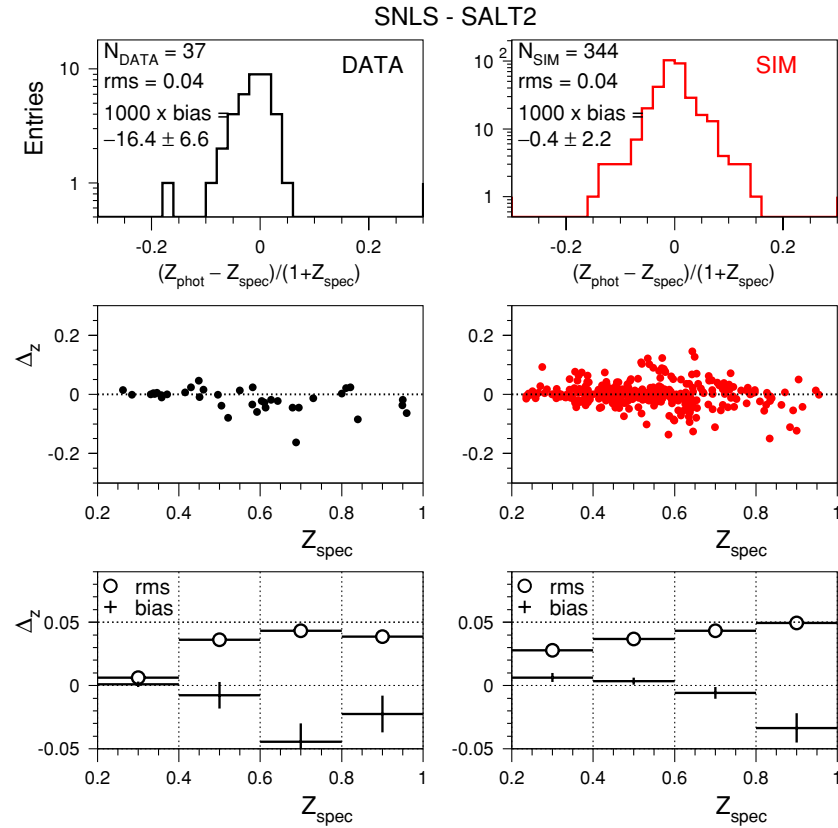 SNLS - SALT2
N_DATA = 37
rms = 0.04
1000 x bias =
−16.4 ± 6.6
DATA
Entries
10
1
-0.2 0 0.2
(Z_phot − Z_spec)/(1+Z_spec)
N_SIM = 344
rms = 0.04
1000 x bias =
−0.4 ± 2.2
SIM
10²
10
1
-0.2 0 0.2
(Z_phot − Z_spec)/(1+Z_spec)
Δ_z
0.2
0
-0.2
0.2 0.4 0.6 0.8 1
Z_spec
0.2
0
-0.2
0.2 0.4 0.6 0.8 1
Z_spec
Δ_z
rms
bias
0.05
0
-0.05
0.2 0.4 0.6 0.8 1
Z_spec
rms
bias
0.05
0
-0.05
0.2 0.4 0.6 0.8 1
Z_spec